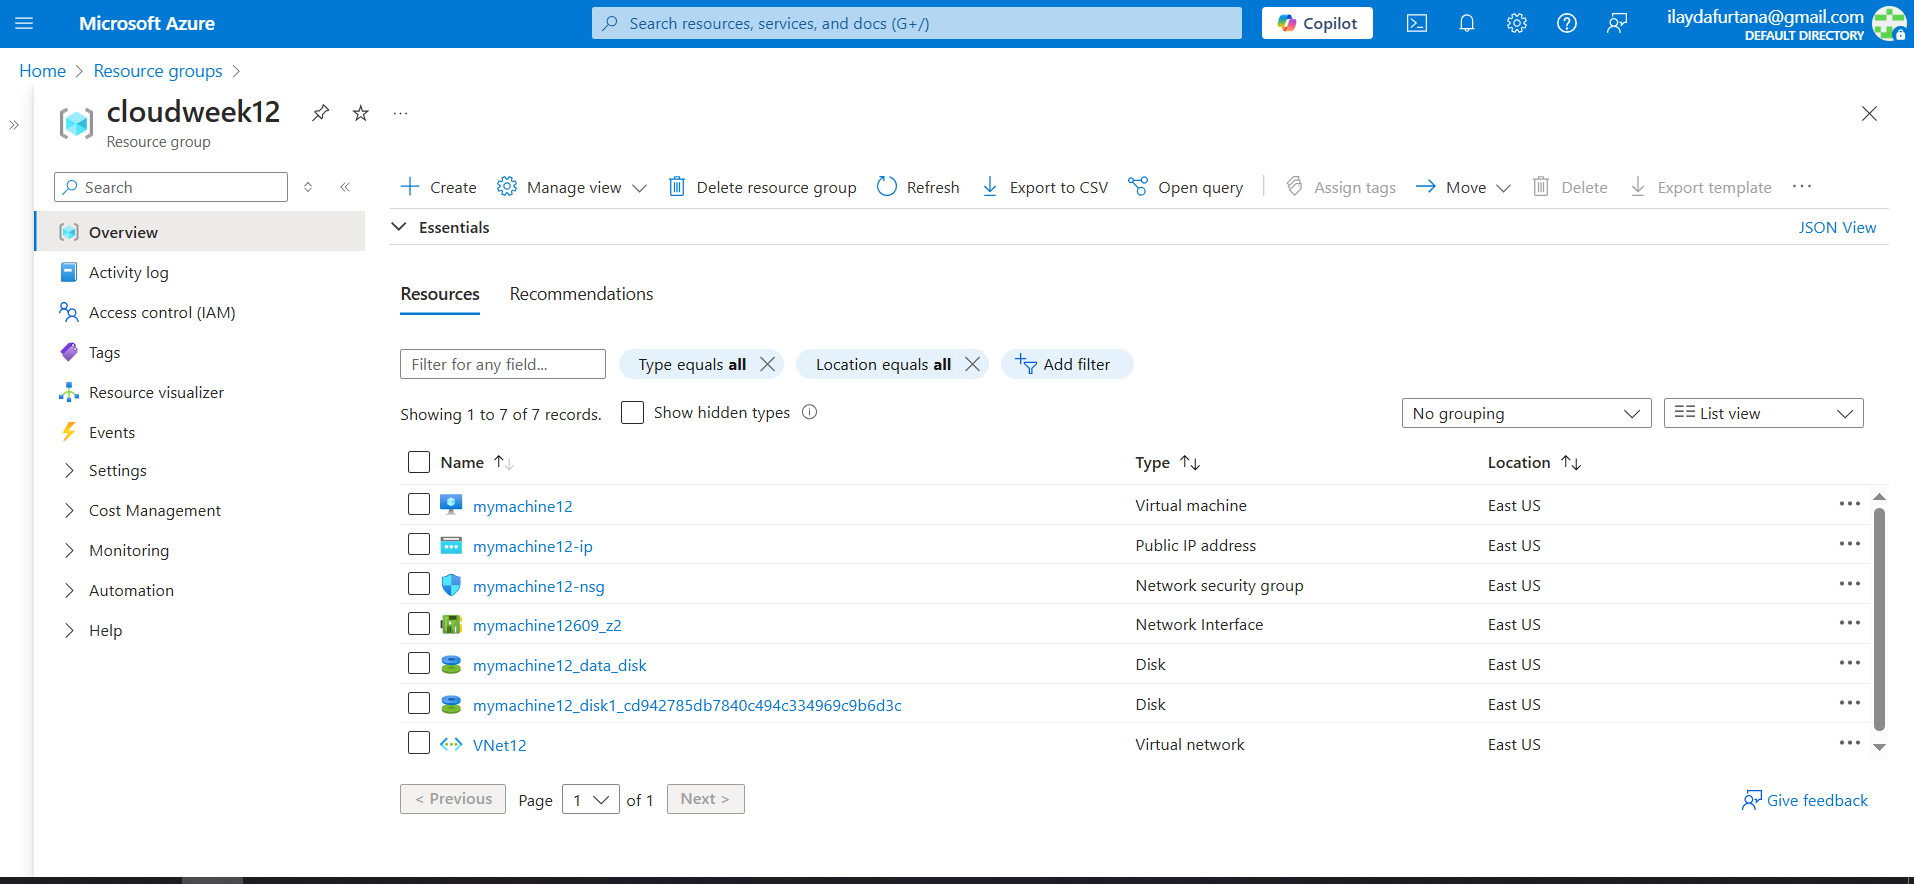 Microsoft Azure
Search resources, services, and docs (G+/)
Copilot
ilaydafurtana@gmail.com
DEFAULT DIRECTORY
Home > Resource groups >
cloudweek12
Resource group
Search
Overview
Activity log
Access control (IAM)
Tags
Resource visualizer
Events
Settings
Cost Management
Monitoring
Automation
Help
Create Manage view Delete resource group Refresh Export to CSV Open query Assign tags Move Delete Export template
Essentials JSON View
Resources Recommendations
Filter for any field... Type equals all Location equals all Add filter
Showing 1 to 7 of 7 records. Show hidden types No grouping List view
Name Type Location
mymachine12 Virtual machine East US
mymachine12-ip Public IP address East US
mymachine12-nsg Network security group East US
mymachine12609_z2 Network Interface East US
mymachine12_data_disk Disk East US
mymachine12_disk1_cd942785db7840c494c334969c9b6d3c Disk East US
VNet12 Virtual network East US
< Previous Page 1 of 1 Next > Give feedback